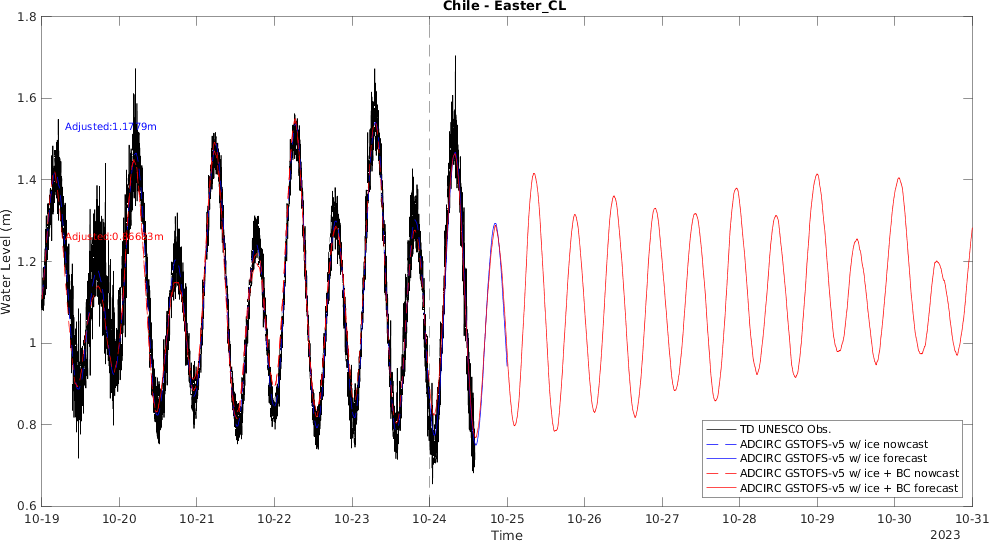 Chile - Easter_CL
1.8
1.6
1.4
1.2
1
0.8
0.6
Water Level (m)
Adjusted:1.1779m
TD UNESCO Obs.
ADCIRC GSTOFS-v5 w/ ice nowcast
ADCIRC GSTOFS-v5 w/ ice forecast
ADCIRC GSTOFS-v5 w/ ice + BC nowcast
ADCIRC GSTOFS-v5 w/ ice + BC forecast
10-19 10-20 10-21 10-22 10-23 10-24 10-25 10-26 10-27 10-28 10-29 10-30 10-31
Time
2023